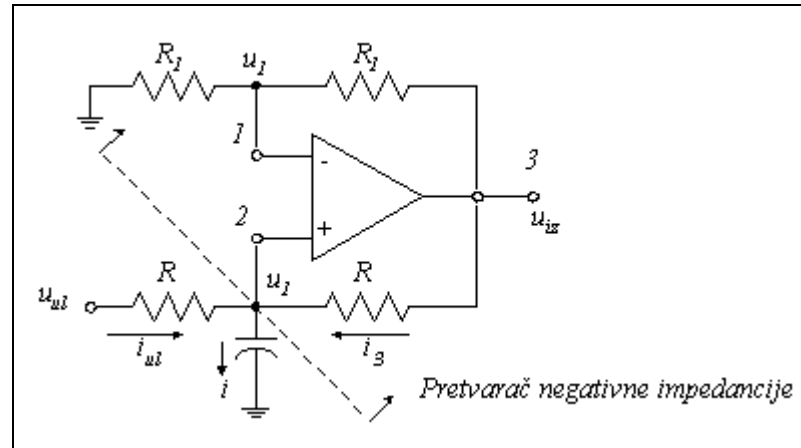 R1 u1 R1
1
-
3
2
+
uiz
R u1 R
uul
iul i i3
Pretvarač negativne impedancije